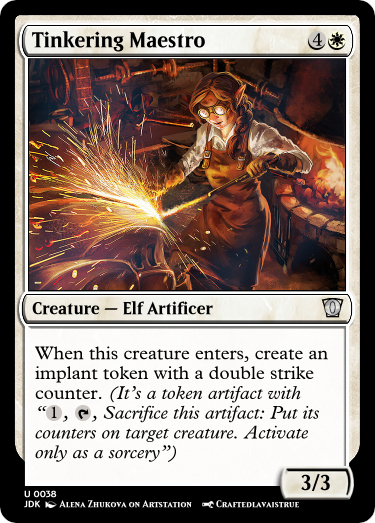 Tinkering Maestro 4
Creature — Elf Artificer
When this creature enters, create an
implant token with a double strike
counter. (It's a token artifact with
“1, , Sacrifice this artifact: Put its
counters on target creature. Activate
only as a sorcery”)
3/3
U 0038
JDK Alena Zhukova on Artstation Craftedlavaistrue